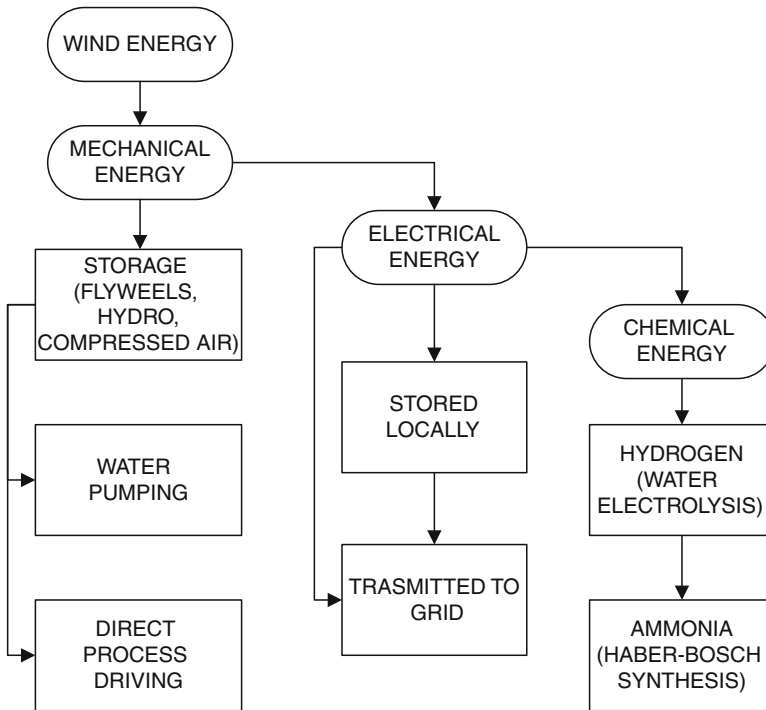 WIND ENERGY
MECHANICAL
ENERGY
STORAGE
(FLYWEELS,
HYDRO,
COMPRESSED AIR)
WATER
PUMPING
DIRECT
PROCESS
DRIVING
ELECTRICAL
ENERGY
STORED
LOCALLY
TRASMITTED TO
GRID
CHEMICAL
ENERGY
HYDROGEN
(WATER
ELECTROLYSIS)
AMMONIA
(HABER-BOSCH
SYNTHESIS)